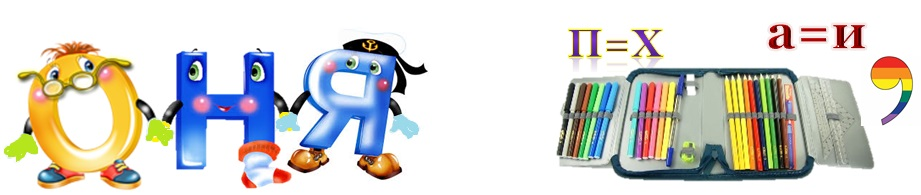 П=Х а=и
ОНЯ ,